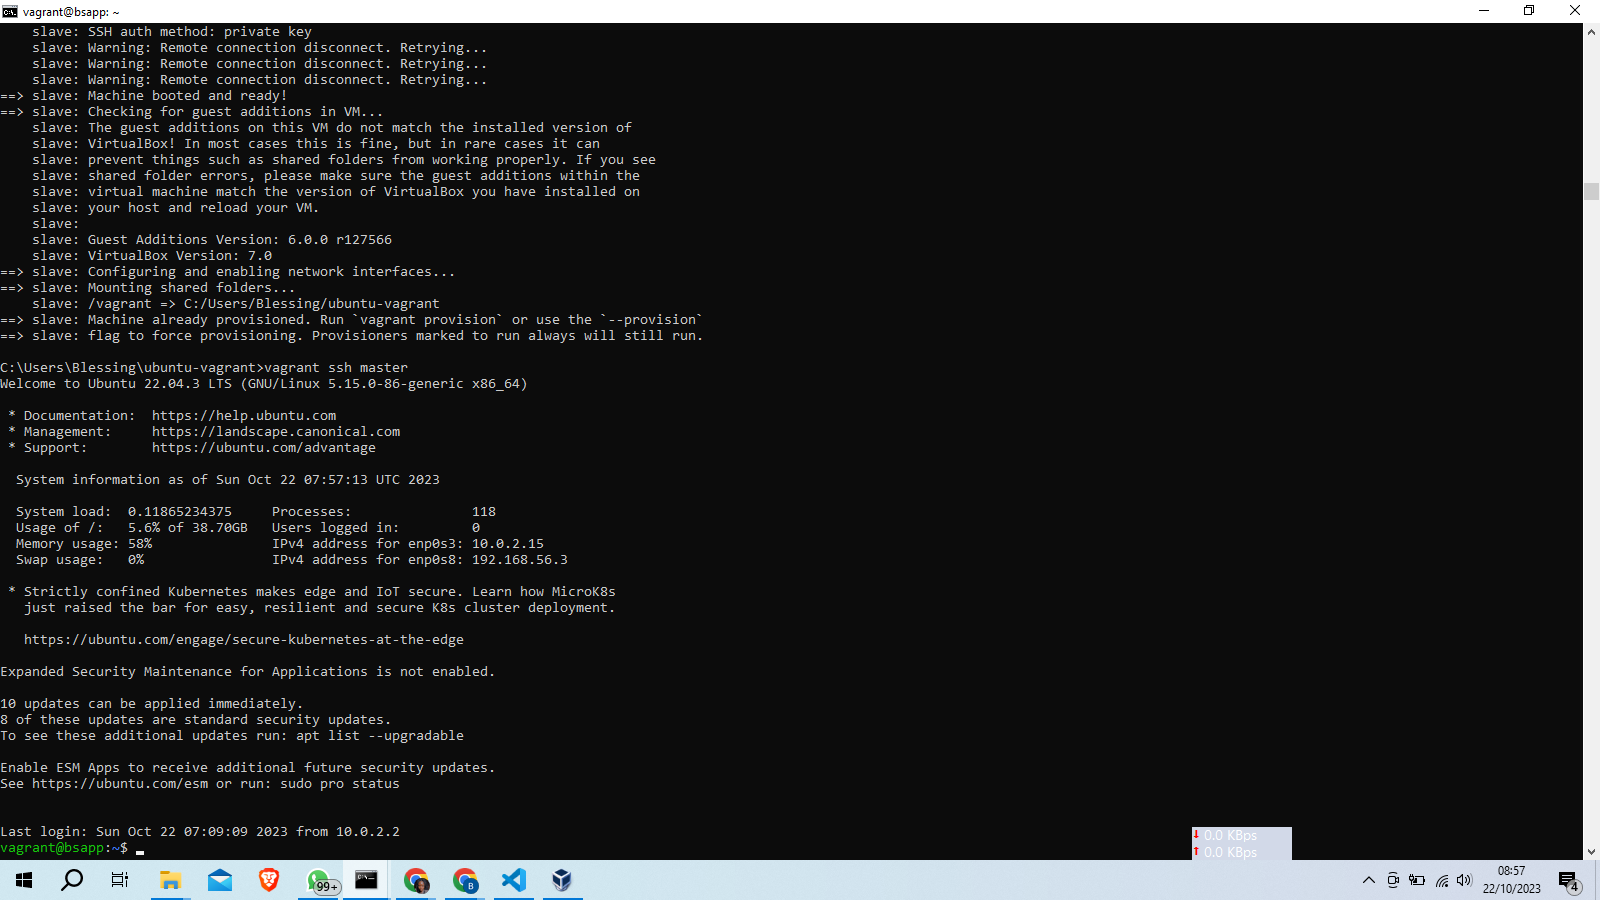 vagrant@bsapp: ~
    slave: SSH auth method: private key
    slave: Warning: Remote connection disconnect. Retrying...
    slave: Warning: Remote connection disconnect. Retrying...
    slave: Warning: Remote connection disconnect. Retrying...
==> slave: Machine booted and ready!
==> slave: Checking for guest additions in VM...
    slave: The guest additions on this VM do not match the installed version of
    slave: VirtualBox! In most cases this is fine, but in rare cases it can
    slave: prevent things such as shared folders from working properly. If you see
    slave: shared folder errors, please make sure the guest additions within the
    slave: virtual machine match the version of VirtualBox you have installed on
    slave: your host and reload your VM.
    slave:
    slave: Guest Additions Version: 6.0.0 r127566
    slave: VirtualBox Version: 7.0
==> slave: Configuring and enabling network interfaces...
==> slave: Mounting shared folders...
    slave: /vagrant => C:/Users/Blessing/ubuntu-vagrant
==> slave: Machine already provisioned. Run `vagrant provision` or use the `--provision`
==> slave: flag to force provisioning. Provisioners marked to run always will still run.
C:\Users\Blessing\ubuntu-vagrant>vagrant ssh master
Welcome to Ubuntu 22.04.3 LTS (GNU/Linux 5.15.0-86-generic x86_64)
 * Documentation:  https://help.ubuntu.com
 * Management:     https://landscape.canonical.com
 * Support:        https://ubuntu.com/advantage
  System information as of Sun Oct 22 07:57:13 UTC 2023
  System load:  0.11865234375     Processes:               118
  Usage of /:   5.6% of 38.70GB   Users logged in:         0
  Memory usage: 58%               IPv4 address for enp0s3: 10.0.2.15
  Swap usage:   0%                IPv4 address for enp0s8: 192.168.56.3
 * Strictly confined Kubernetes makes edge and IoT secure. Learn how MicroK8s
   just raised the bar for easy, resilient and secure K8s cluster deployment.
   https://ubuntu.com/engage/secure-kubernetes-at-the-edge
Expanded Security Maintenance for Applications is not enabled.
10 updates can be applied immediately.
8 of these updates are standard security updates.
To see these additional updates run: apt list --upgradable
Enable ESM Apps to receive additional future security updates.
See https://ubuntu.com/esm or run: sudo pro status
Last login: Sun Oct 22 07:09:09 2023 from 10.0.2.2
vagrant@bsapp:~$
0.0 KBps
0.0 KBps
99+
B
08:57
22/10/2023
4